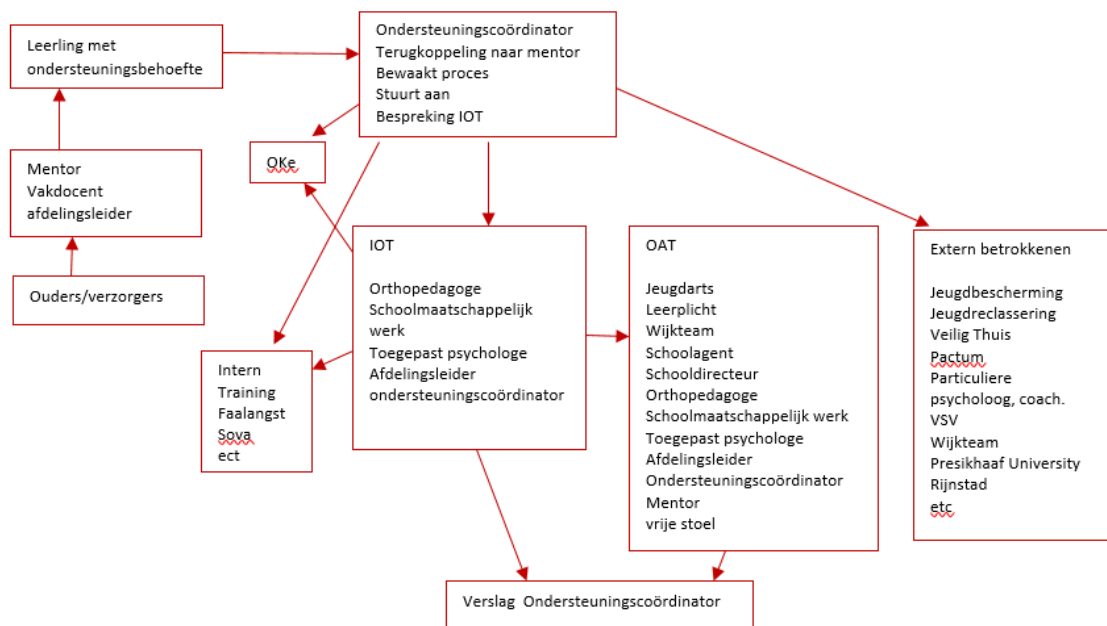 Leerling met
ondersteuningsbehoefte
Ondersteuningscoördinator
Terugkoppeling naar mentor
Bewaakt proces
Stuurt aan
Bespreking IOT
OKe
Mentor
Vakdocent
afdelingsleider
Ouders/verzorgers
IOT
Orthopedagoge
Schoolmaatschappelijk
werk
Toegepast psychologe
Afdelingsleider
ondersteuningscoördinator
OAT
Jeugdarts
Leerplicht
Wijkteam
Schoolagent
Schooldirecteur
Orthopedagoge
Schoolmaatschappelijk werk
Toegepast psychologe
Afdelingsleider
Ondersteuningscoördinator
Mentor
vrije stoel
Extern betrokkenen
Jeugdbescherming
Jeugdreclassering
Veilig Thuis
Pactum
Particuliere
psycholoog, coach.
VSV
Wijkteam
Presikhaaf University
Rijnstad
etc
Intern
Training
Faalangst
Sova
ect
Verslag Ondersteuningscoördinator